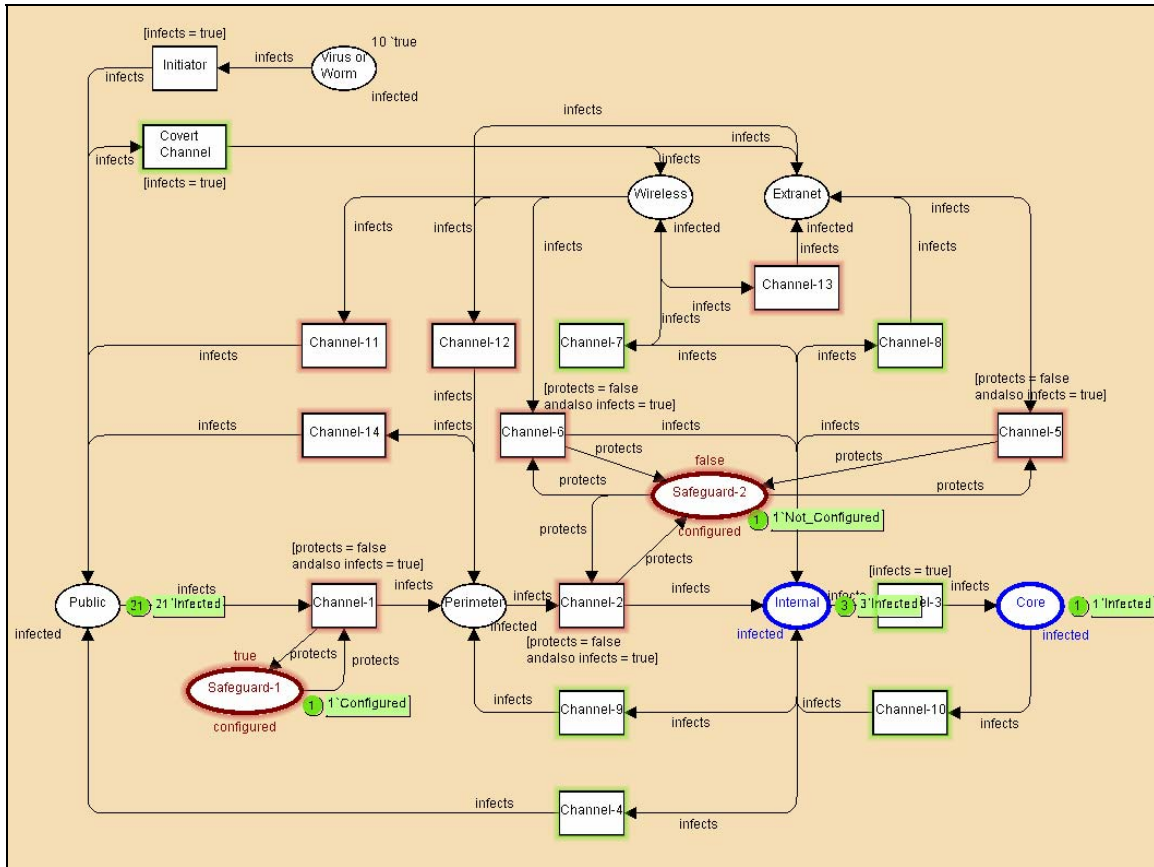 [infects = true]
10 `true
Initiator
infects
Virus or
Worm
infects
infected
infects
Covert
Channel
infects
infects
infects
[infects = true]
infects
Wireless
Extranet
infects
infected
infected
infects
infects
infects
infects
Channel-13
infects
infects
Channel-11
Channel-12
Channel-7
Channel-8
infects
infects
infects
[protects = false
andalso infects = true]
[protects = false
andalso infects = true]
infects
Channel-14
infects
infects
Channel-6
infects
infects
Channel-5
protects
false
protects
protects
Safeguard-2
protects
1
1`Not_Configured
protects
configured
protects
[protects = false
andalso infects = true]
[infects = true]
Public
infects
21
21`Infected
infected
Channel-1
infects
Perimeter
infected
infects
Channel-2
infects
Internal
infected
3
3`Infected
infects
el-3
infects
Core
infected
1
1`Infected
[protects = false
andalso infects = true]
protects
protects
true
Safeguard-1
1
1`Configured
configured
infects
Channel-9
infects
Channel-10
infects
infects
Channel-4
infects